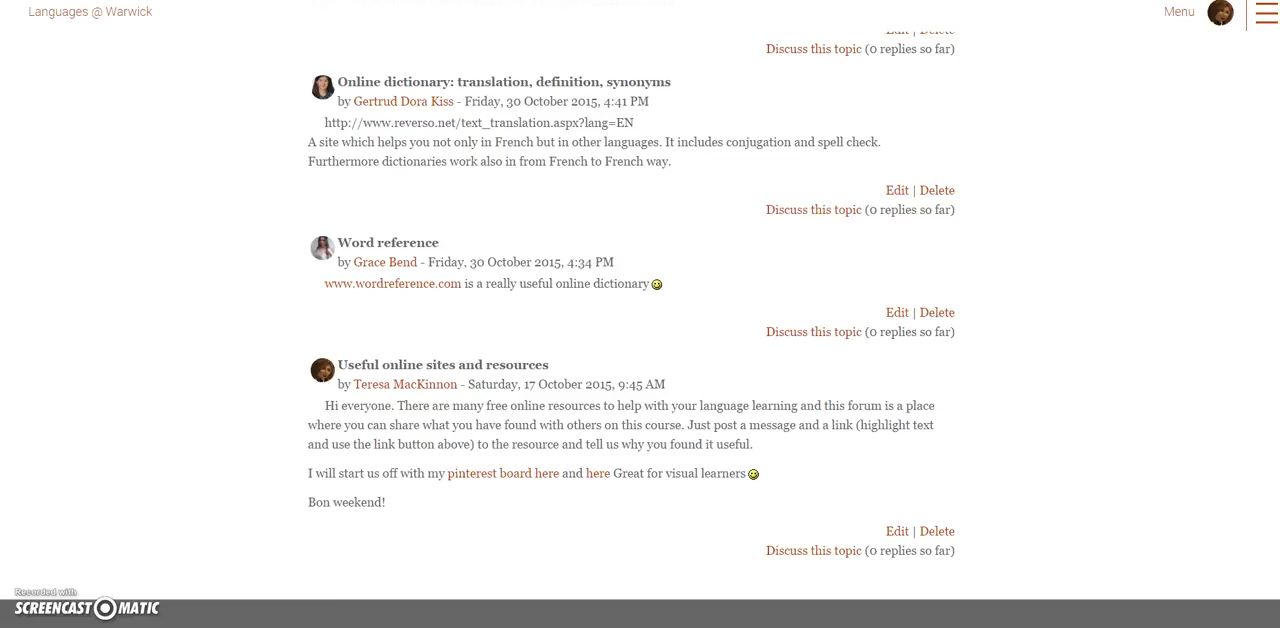 Languages @ Warwick
Menu
Edit | Delete
Discuss this topic (0 replies so far)
Online dictionary: translation, definition, synonyms
by Gertrud Dora Kiss - Friday, 30 October 2015, 4:41 PM
http://www.reverso.net/text_translation.aspx?lang=EN
A site which helps you not only in French but in other languages. It includes conjugation and spell check.
Furthermore dictionaries work also in from French to French way.
Edit | Delete
Discuss this topic (0 replies so far)
Word reference
by Grace Bend - Friday, 30 October 2015, 4:34 PM
www.wordreference.com is a really useful online dictionary
Edit | Delete
Discuss this topic (0 replies so far)
Useful online sites and resources
by Teresa MacKinnon - Saturday, 17 October 2015, 9:45 AM
Hi everyone. There are many free online resources to help with your language learning and this forum is a place
where you can share what you have found with others on this course. Just post a message and a link (highlight text
and use the link button above) to the resource and tell us why you found it useful.
I will start us off with my pinterest board here and here Great for visual learners
Bon weekend!
Edit | Delete
Discuss this topic (0 replies so far)
Recorded with
SCREENCAST MATIC